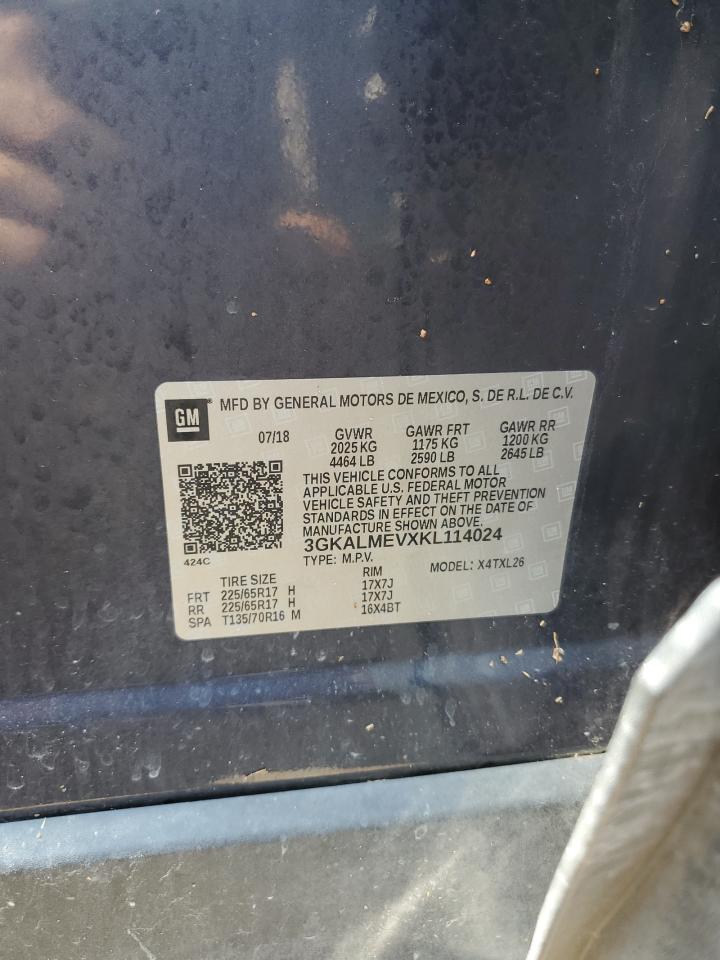 GM® MFD BY GENERAL MOTORS DE MEXICO, S. DE R.L. DE C.V.
07/18 GVWR GAWR FRT GAWR RR
2025 KG 1175 KG 1200 KG
4464 LB 2590 LB 2645 LB
THIS VEHICLE CONFORMS TO ALL
APPLICABLE U.S. FEDERAL MOTOR
VEHICLE SAFETY AND THEFT PREVENTION
STANDARDS IN EFFECT ON THE DATE OF
MANUFACTURE SHOWN ABOVE.
3GKALMEVXKL114024
424C
TYPE: M.P.V. MODEL: X4TXL26
TIRE SIZE RIM
FRT 225/65R17 H 17X7J
RR 225/65R17 H 17X7J
SPA T135/70R16 M 16X4BT